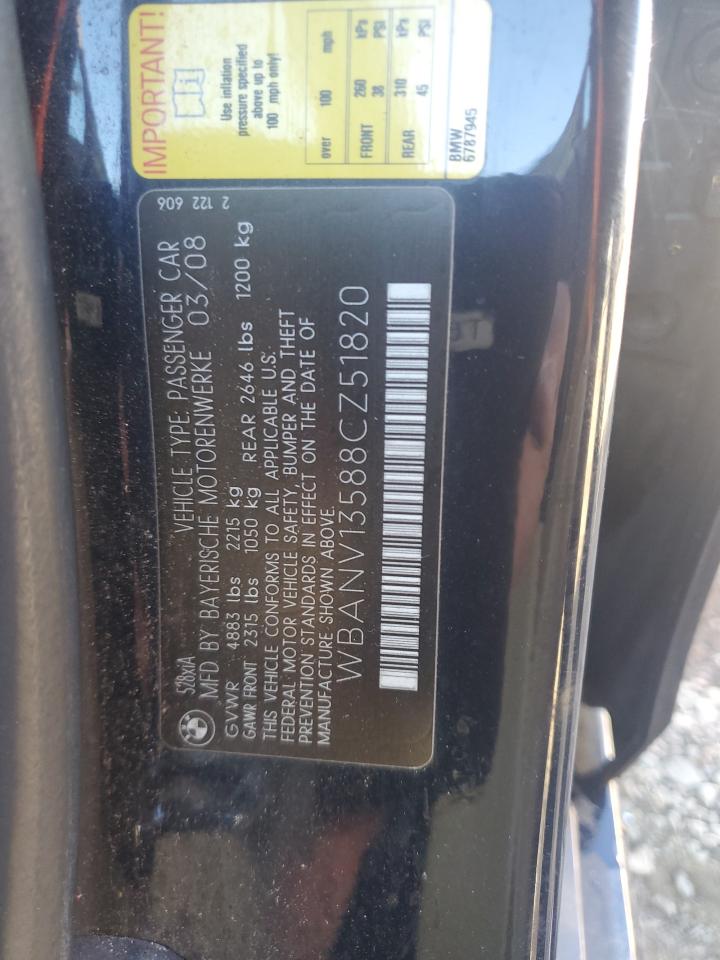 IMPORTANT!
Use inflation
pressure specified
above up to
100 mph only!
over 100 mph
kPa PSI
FRONT 260 38
kPa PSI
REAR 310 45
BMW
6787945
2 122 606
528xiA VEHICLE TYPE: PASSENGER CAR
MFD BY BAYERISCHE MOTORENWERKE 03/08
GVWR 4883 lbs 2215 kg
GAWR FRONT 2315 lbs 1050 kg REAR 2646 lbs 1200 kg
THIS VEHICLE CONFORMS TO ALL APPLICABLE U.S.
FEDERAL MOTOR VEHICLE SAFETY, BUMPER AND THEFT
PREVENTION STANDARDS IN EFFECT ON THE DATE OF
MANUFACTURE SHOWN ABOVE.
WBANV13588CZ51820